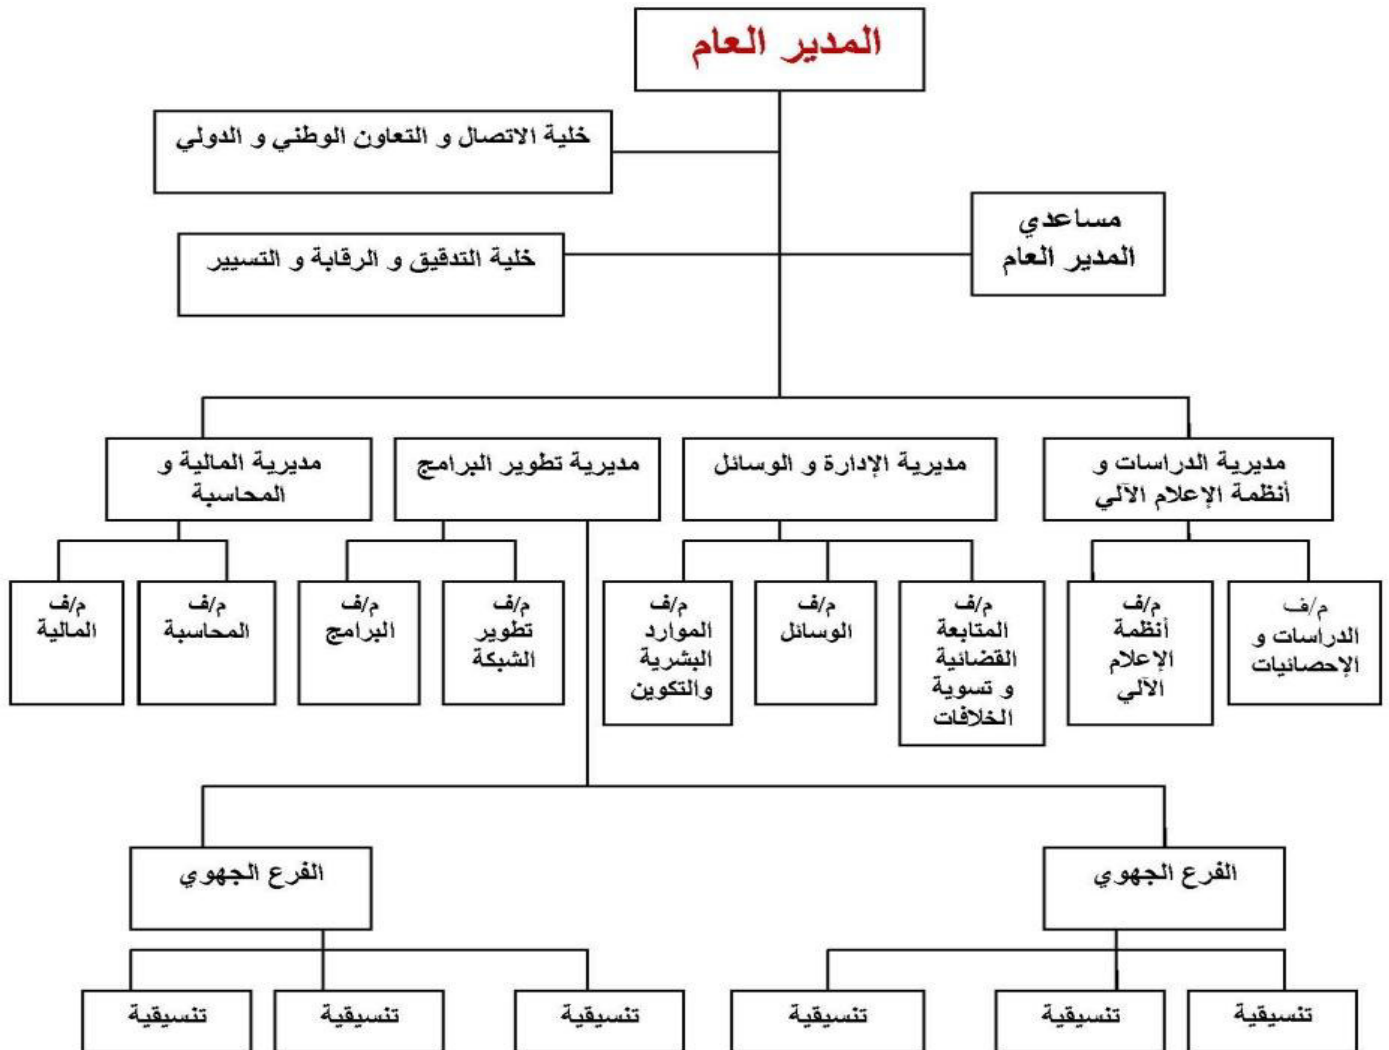 المدير العام
خلية الاتصال و التعاون الوطني و الدولي
مساعدي
المدير العام
خلية التدقيق و الرقابة و التسيير
مديرية الدراسات و
أنظمة الإعلام الآلي
مديرية الإدارة و الوسائل
مديرية تطوير البرامج
مديرية المالية و
المحاسبة
م/ف
الدراسات و
الإحصائيات
م/ف
أنظمة
الإعلام
الآلي
م/ف
المتابعة
القضائية
و تسوية
الخلافات
م/ف
الوسائل
م/ف
الموارد
البشرية
والتكوين
م/ف
تطوير
الشبكة
م/ف
البرامج
م/ف
المحاسبة
م/ف
المالية
الفرع الجهوي
الفرع الجهوي
تنسيقية
تنسيقية
تنسيقية
تنسيقية
تنسيقية
تنسيقية